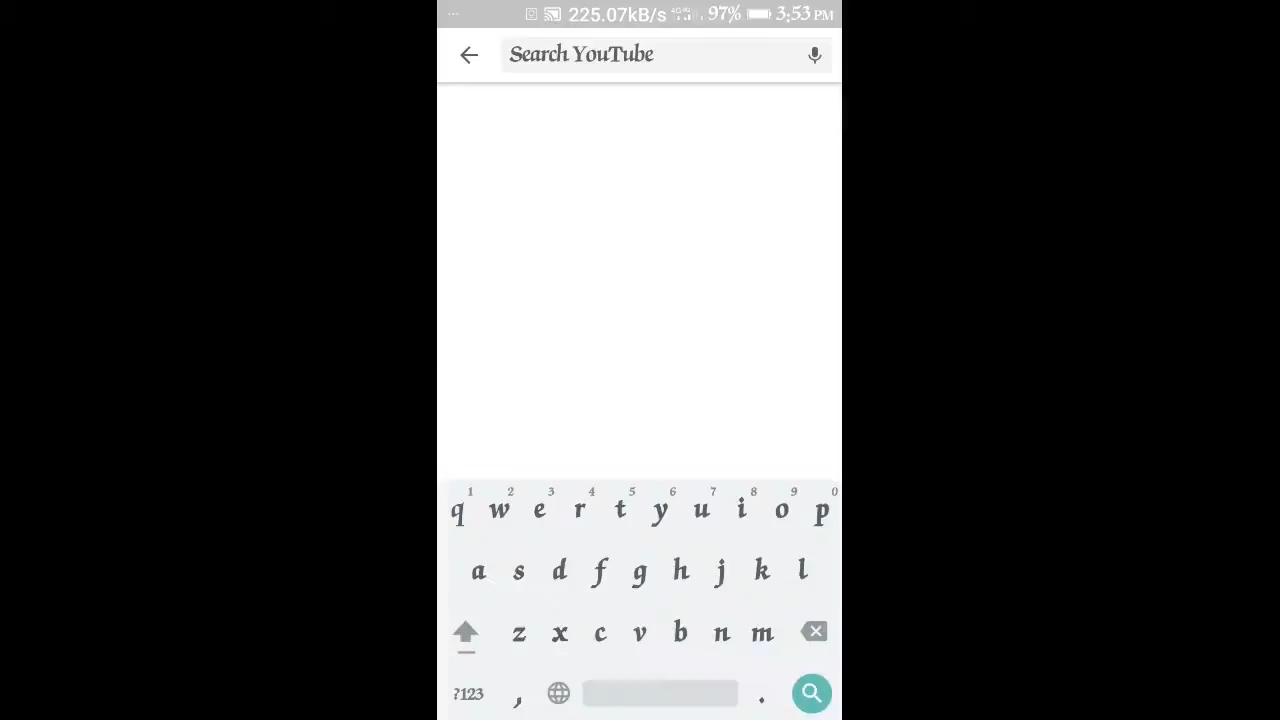 ... 225.07kB/s 4G 97% 3:53 PM
Search YouTube
1 2 3 4 5 6 7 8 9 0
q w e r t y u i o p
a s d f g h j k l
z x c v b n m
?123 , .